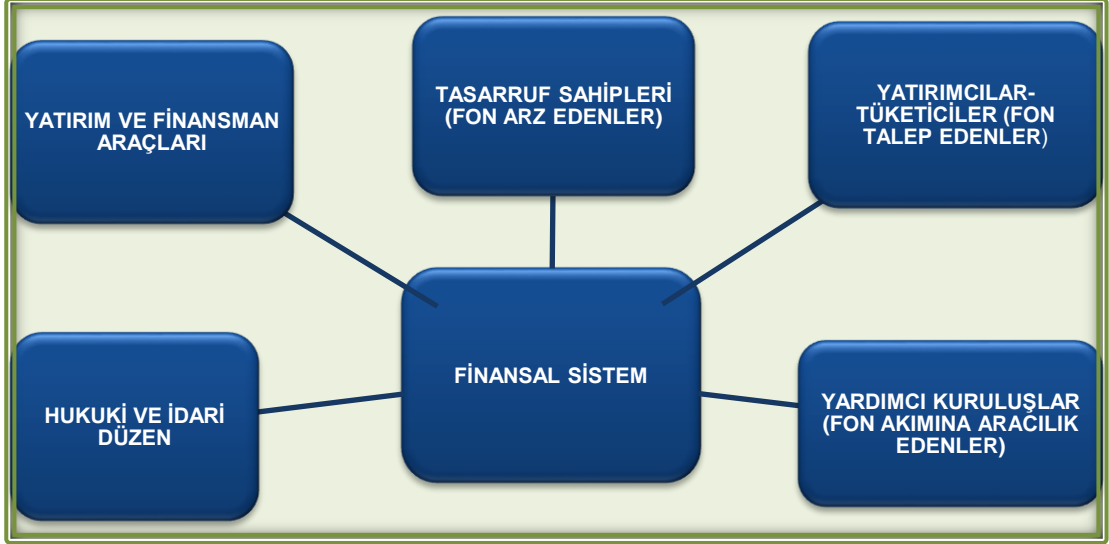 YATIRIM VE FİNANSMAN
ARAÇLARI
TASARRUF SAHİPLERİ
(FON ARZ EDENLER)
YATIRIMCILAR-
TÜKETİCİLER (FON
TALEP EDENLER)
HUKUKİ VE İDARİ
DÜZEN
FİNANSAL SİSTEM
YARDIMCI KURULUŞLAR
(FON AKIMINA ARACILIK
EDENLER)